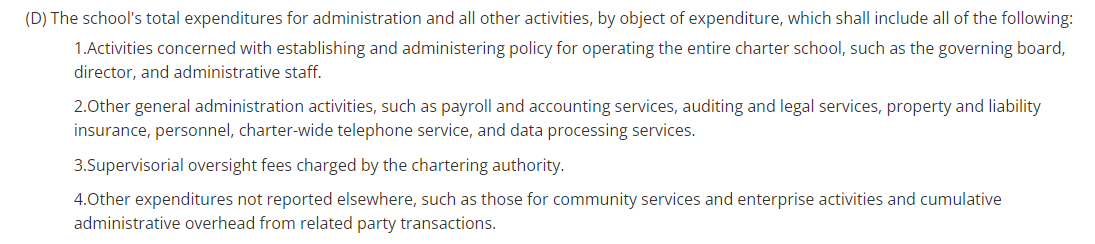 (D) The school's total expenditures for administration and all other activities, by object of expenditure, which shall include all of the following:
1.Activities concerned with establishing and administering policy for operating the entire charter school, such as the governing board,
director, and administrative staff.
2.Other general administration activities, such as payroll and accounting services, auditing and legal services, property and liability
insurance, personnel, charter-wide telephone service, and data processing services.
3.Supervisorial oversight fees charged by the chartering authority.
4.Other expenditures not reported elsewhere, such as those for community services and enterprise activities and cumulative
administrative overhead from related party transactions.